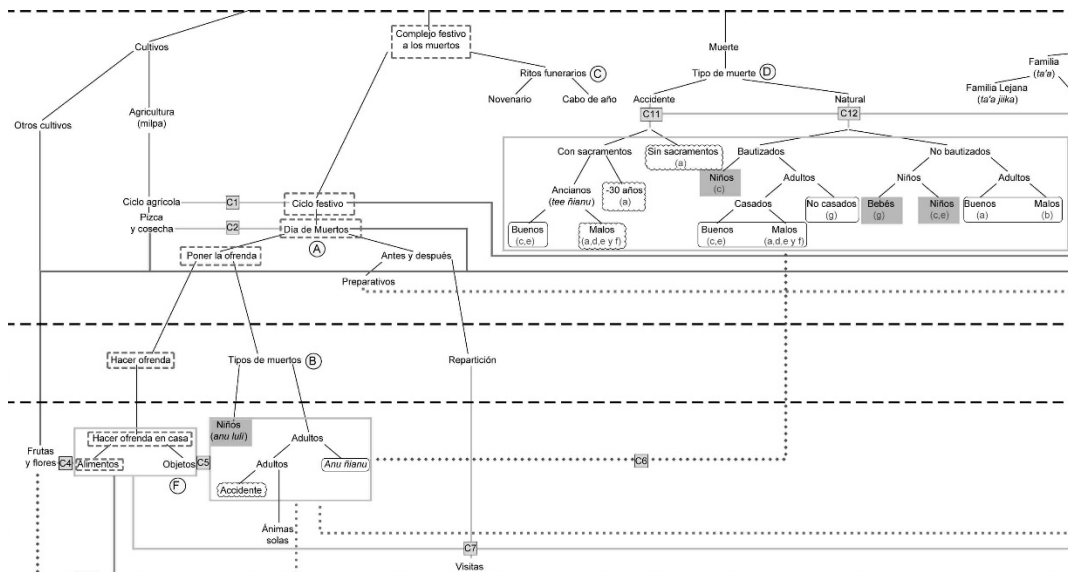 Cultivos
Complejo festivo
a los muertos
Muerte
Familia
(ta'a)
Ritos funerarios C
Tipo de muerte D
Familia Lejana
(ta'a jiika)
Novenario
Cabo de año
Accidente
Natural
Agricultura
(milpa)
Otros cultivos
C11
C12
Con sacramentos
Sin sacramentos
(a)
Bautizados
No bautizados
Niños
(c)
Adultos
Niños
Adultos
Ancianos
(tee ñianu)
-30 años
(a)
Casados
No casados
(g)
Bebés
(g)
Niños
(c,e)
Buenos
(a)
Malos
(b)
Buenos
(c,e)
Malos
(a,d,e y f)
Buenos
(c,e)
Malos
(a,d,e y f)
Ciclo agrícola
C1
Ciclo festivo
Pizca
y cosecha
C2
Día de Muertos
A
Poner la ofrenda
Antes y después
Preparativos
Hacer ofrenda
Tipos de muertos B
Repartición
Niños
(anu luli)
Adultos
Hacer ofrenda en casa
Frutas
y flores
C4
Alimentos
Objetos
C5
Adultos
Anu ñianu
C6
F
Accidente
Ánimas
solas
C7
Visitas